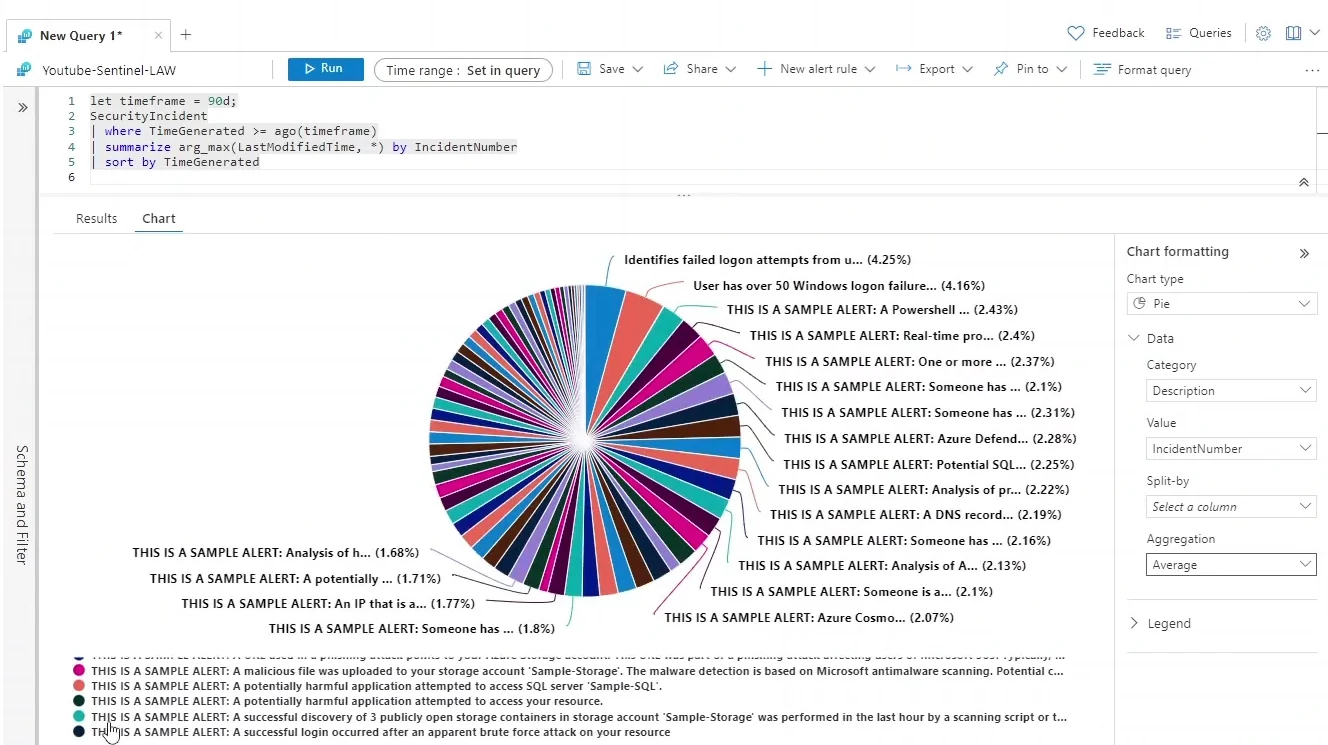 New Query 1*
Feedback
Queries
Youtube-Sentinel-LAW
Run
Time range : Set in query
Save
Share
New alert rule
Export
Pin to
Format query
1 let timeframe = 90d;
2 SecurityIncident
3 | where TimeGenerated >= ago(timeframe)
4 | summarize arg_max(LastModifiedTime, *) by IncidentNumber
5 | sort by TimeGenerated
6
Schema and Filter
Results
Chart
Identifies failed logon attempts from u... (4.25%)
User has over 50 Windows logon failure... (4.16%)
THIS IS A SAMPLE ALERT: A Powershell ... (2.43%)
THIS IS A SAMPLE ALERT: Real-time pro... (2.4%)
THIS IS A SAMPLE ALERT: One or more ... (2.37%)
THIS IS A SAMPLE ALERT: Someone has ... (2.1%)
THIS IS A SAMPLE ALERT: Someone has ... (2.31%)
THIS IS A SAMPLE ALERT: Azure Defend... (2.28%)
THIS IS A SAMPLE ALERT: Potential SQL... (2.25%)
THIS IS A SAMPLE ALERT: Analysis of pr... (2.22%)
THIS IS A SAMPLE ALERT: A DNS record... (2.19%)
THIS IS A SAMPLE ALERT: Someone has ... (2.16%)
THIS IS A SAMPLE ALERT: Analysis of A... (2.13%)
THIS IS A SAMPLE ALERT: Someone is a... (2.1%)
THIS IS A SAMPLE ALERT: Azure Cosmo... (2.07%)
THIS IS A SAMPLE ALERT: Analysis of h... (1.68%)
THIS IS A SAMPLE ALERT: A potentially ... (1.71%)
THIS IS A SAMPLE ALERT: An IP that is a... (1.77%)
THIS IS A SAMPLE ALERT: Someone has ... (1.8%)
THIS IS A SAMPLE ALERT: A malicious file was uploaded to your storage account 'Sample-Storage'. The malware detection is based on Microsoft antimalware scanning. Potential c...
THIS IS A SAMPLE ALERT: A potentially harmful application attempted to access SQL server 'Sample-SQL'.
THIS IS A SAMPLE ALERT: A potentially harmful application attempted to access your resource.
THIS IS A SAMPLE ALERT: A successful discovery of 3 publicly open storage containers in storage account 'Sample-Storage' was performed in the last hour by a scanning script or t...
THIS IS A SAMPLE ALERT: A successful login occurred after an apparent brute force attack on your resource
Chart formatting
Chart type
Pie
Data
Category
Description
Value
IncidentNumber
Split-by
Select a column
Aggregation
Average
Legend